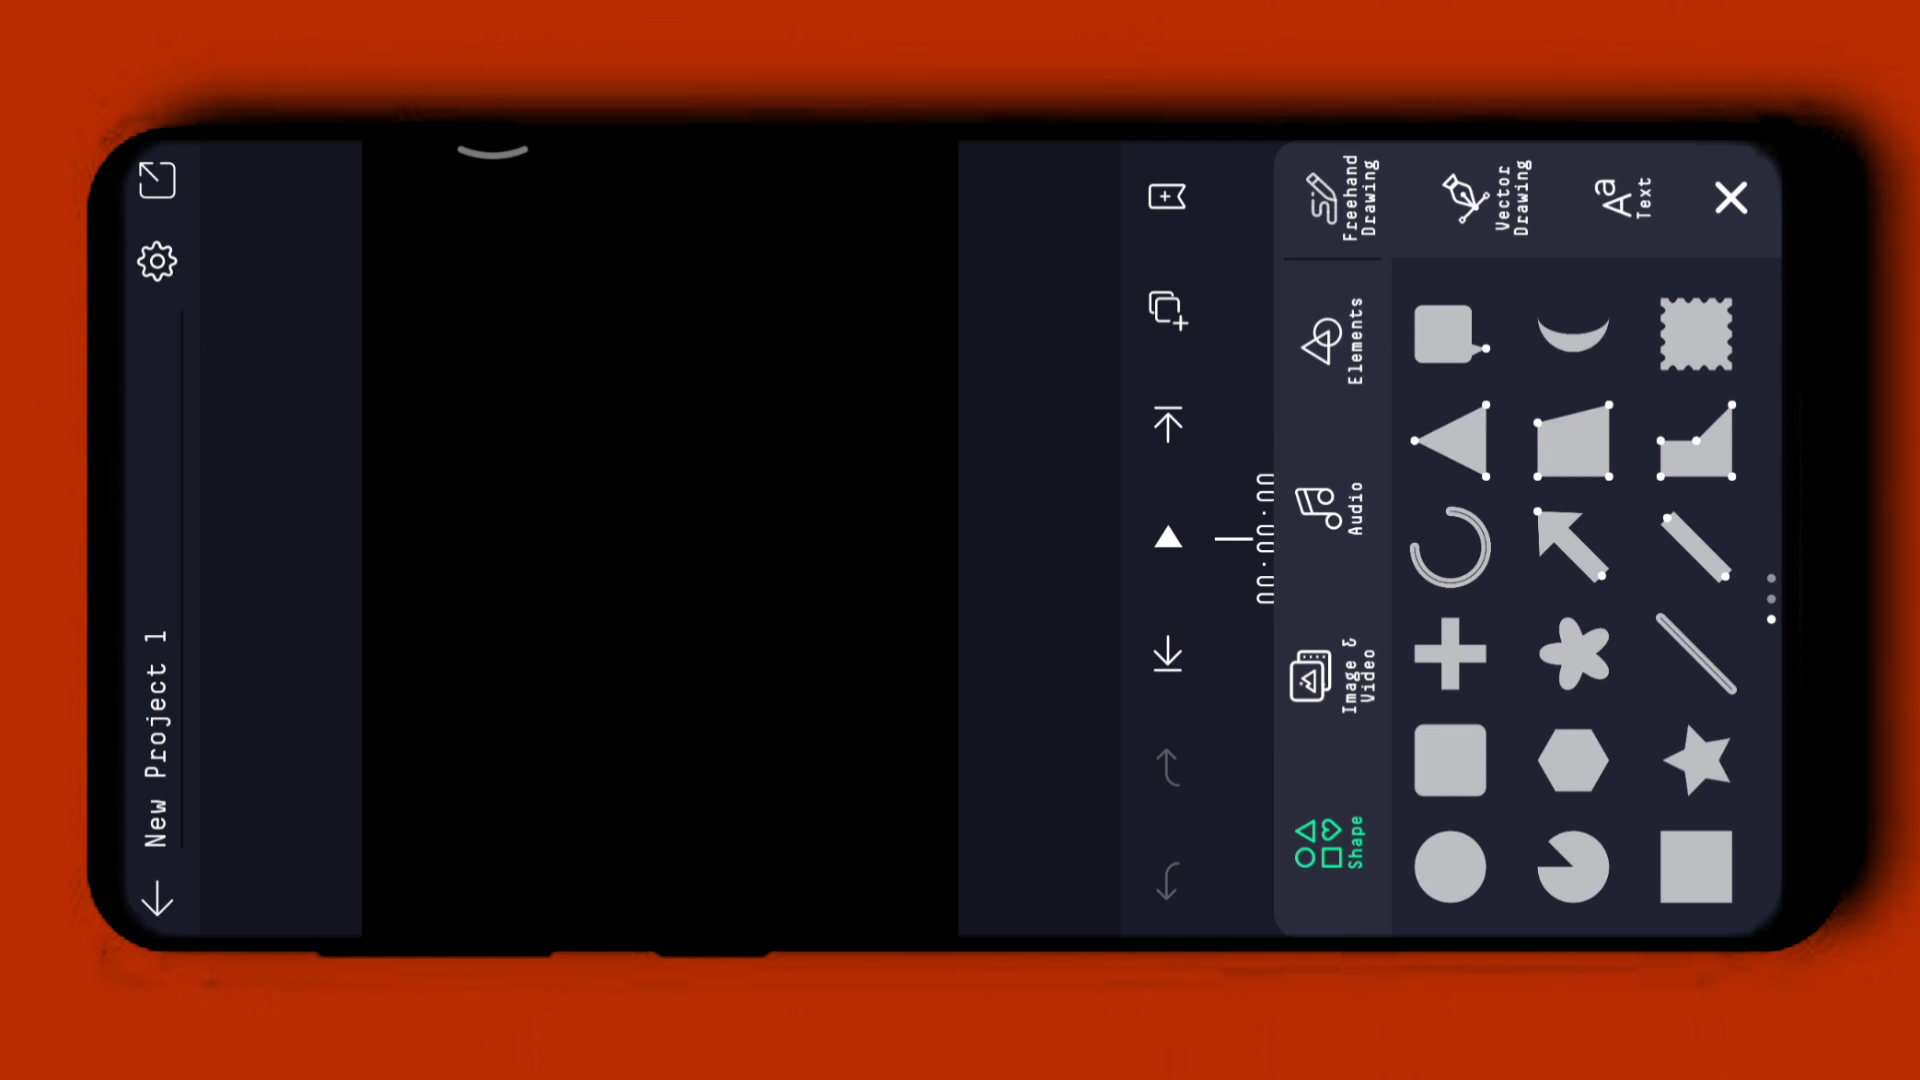 New Project 1
00:00:00
Shape
Image &
Video
Audio
Elements
Freehand
Drawing
Vector
Drawing
Aa
Text